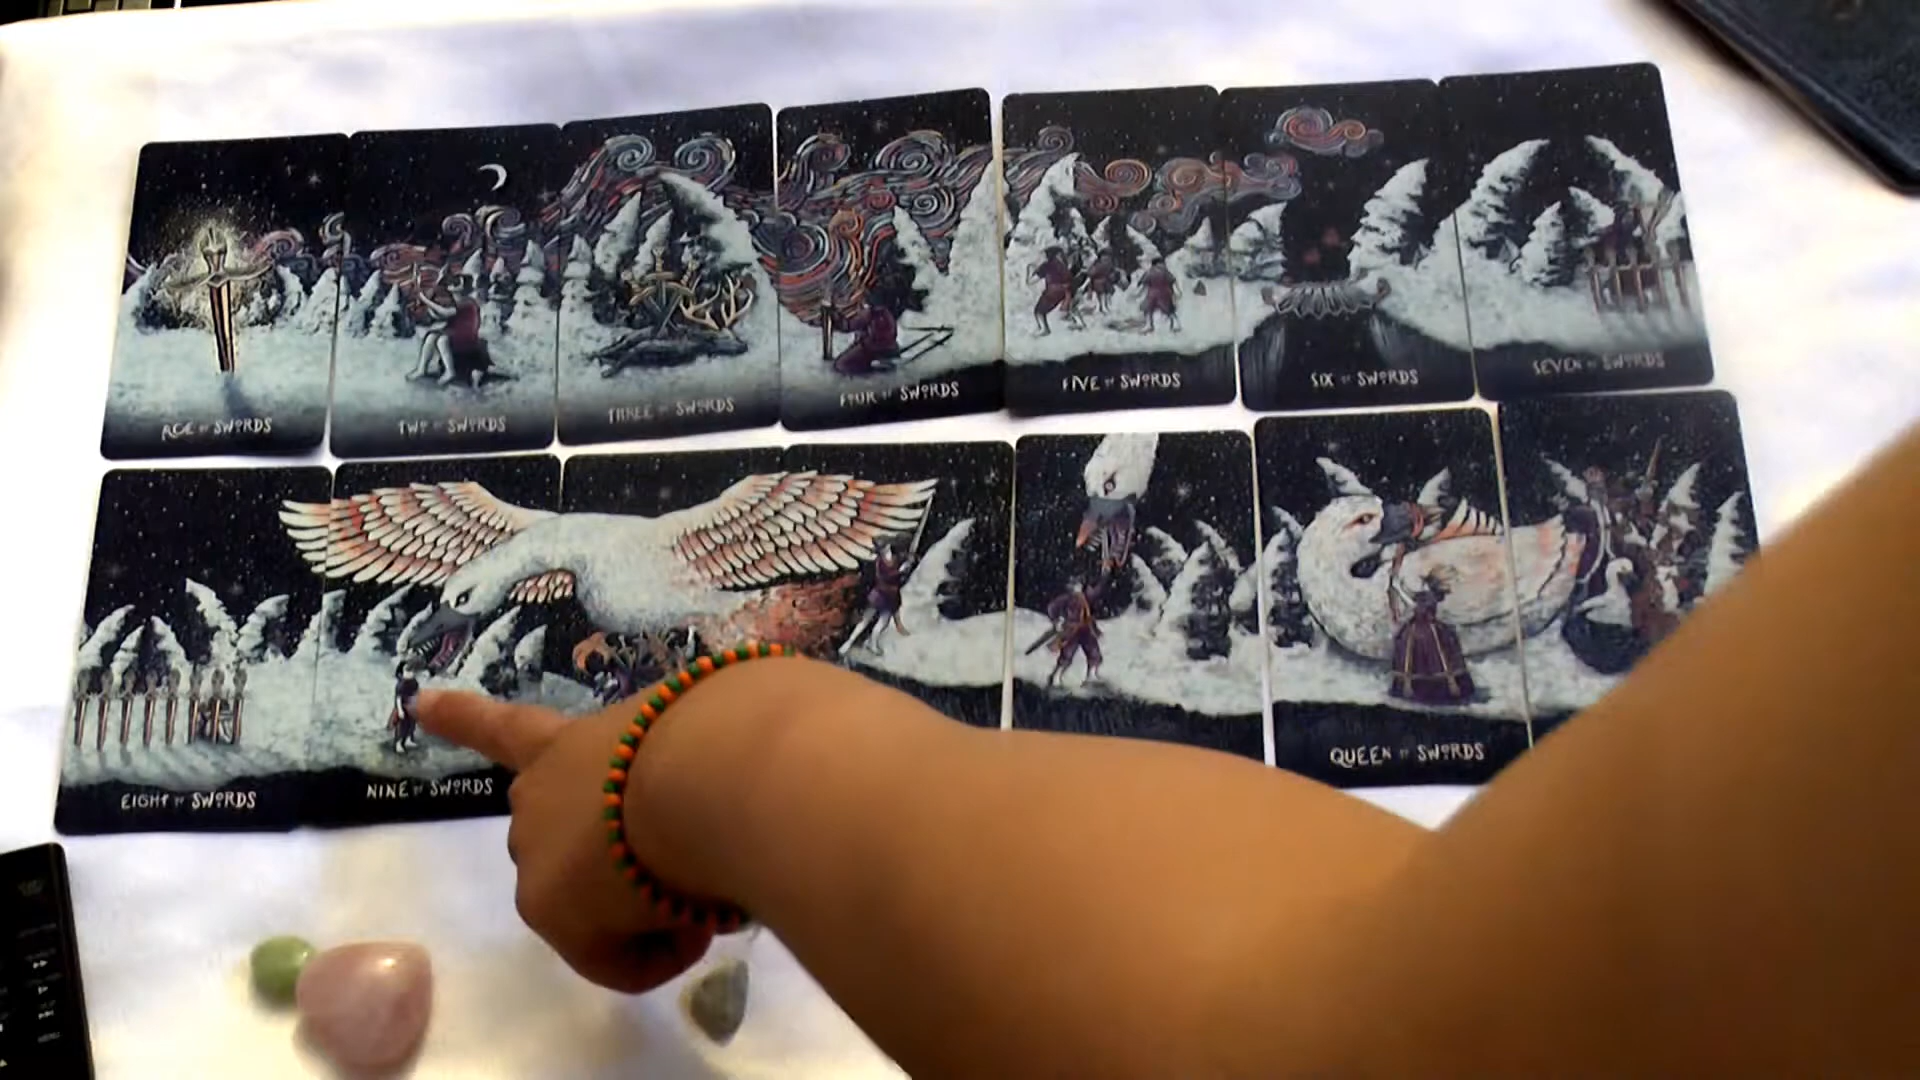 ACE OF SWORDS
TWO OF SWORDS
THREE OF SWORDS
FOUR OF SWORDS
FIVE OF SWORDS
SIX OF SWORDS
SEVEN OF SWORDS
EIGHT OF SWORDS
NINE OF SWORDS
QUEEN OF SWORDS
MENU